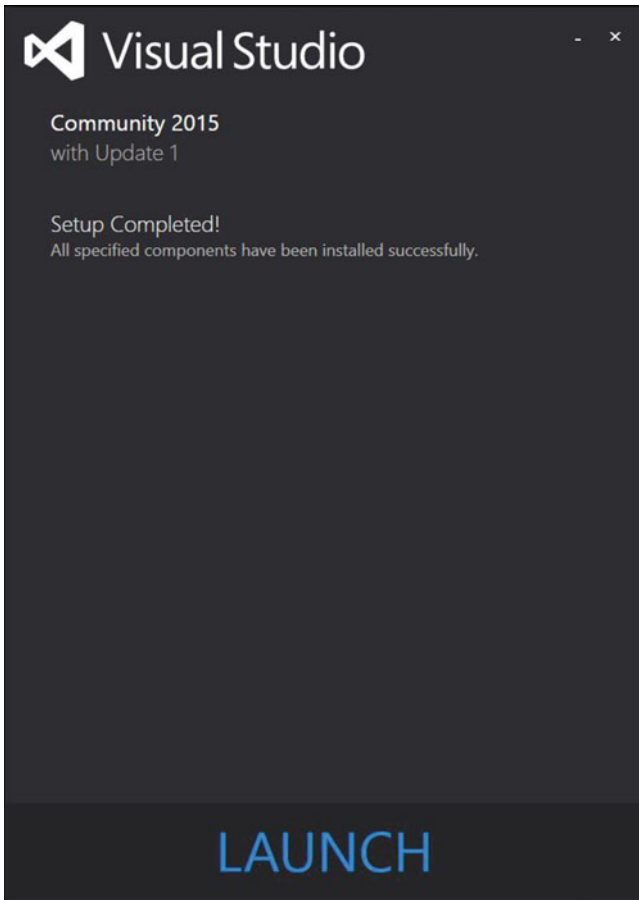 Visual Studio
Community 2015
with Update 1
Setup Completed!
All specified components have been installed successfully.
LAUNCH